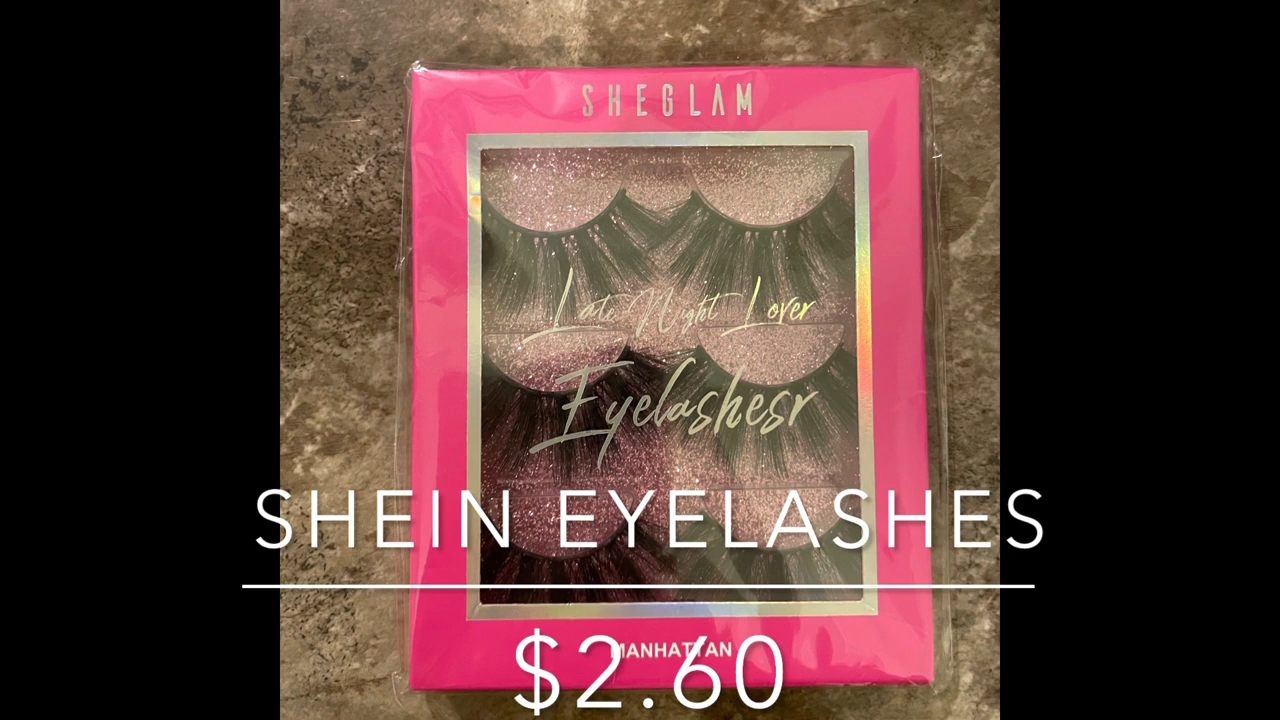 SHEGLAM
Late Night Lover
Eyelashesr
SHEIN EYELASHES
MANHATTAN
$2.60